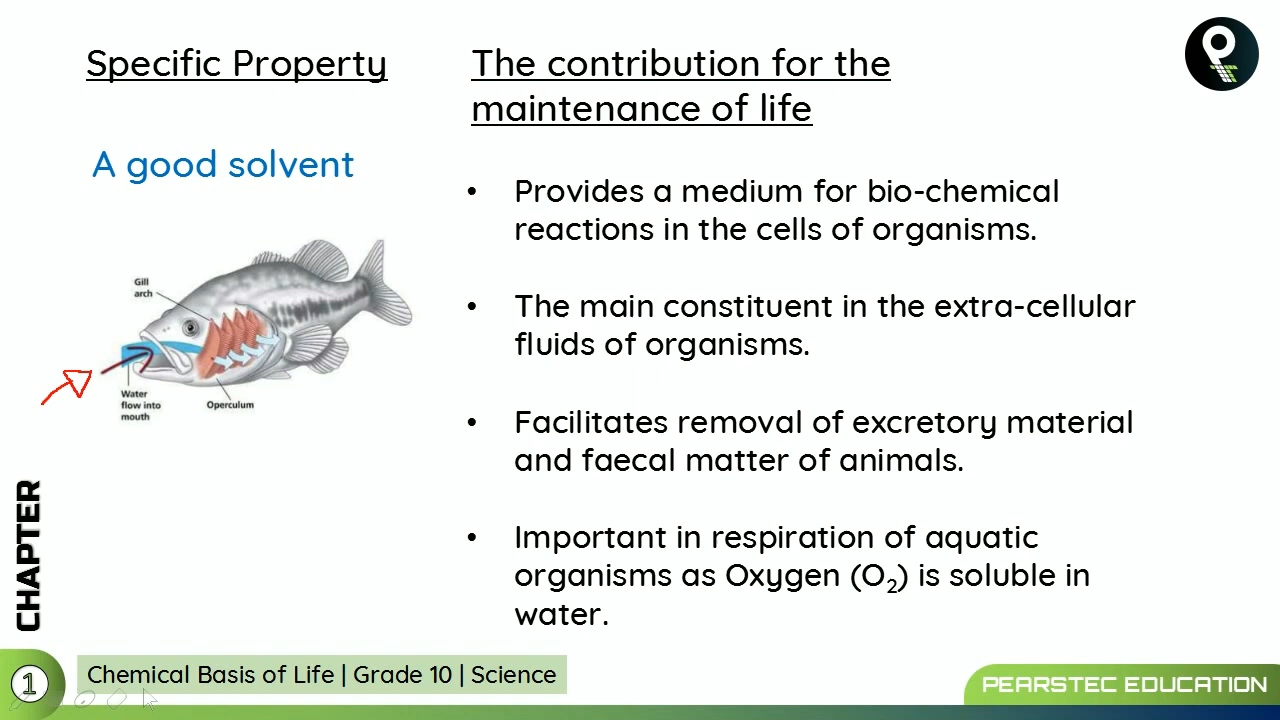 Specific Property
The contribution for the
maintenance of life
A good solvent
• Provides a medium for bio-chemical
reactions in the cells of organisms.
• The main constituent in the extra-cellular
fluids of organisms.
• Facilitates removal of excretory material
and faecal matter of animals.
• Important in respiration of aquatic
organisms as Oxygen (O₂) is soluble in
water.
Gill
arch
Water
flow into
mouth
Operculum
CHAPTER
1
Chemical Basis of Life | Grade 10 | Science
PEARSTEC EDUCATION